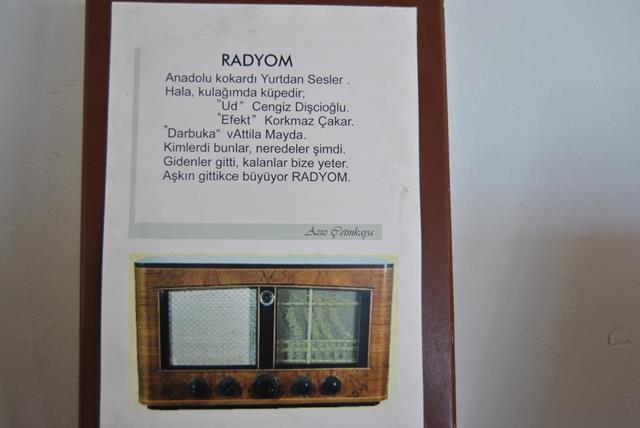 RADYOM
Anadolu kokardı Yurtdan Sesler .
Hala, kulağımda küpedir;
"Ud" Cengiz Dişcioğlu.
"Efekt" Korkmaz Çakar.
"Darbuka" vAttila Mayda.
Kimlerdi bunlar, neredeler şimdi.
Gidenler gitti, kalanlar bize yeter.
Aşkın gittikce büyüyor RADYOM.
Aziz Çetinkaya